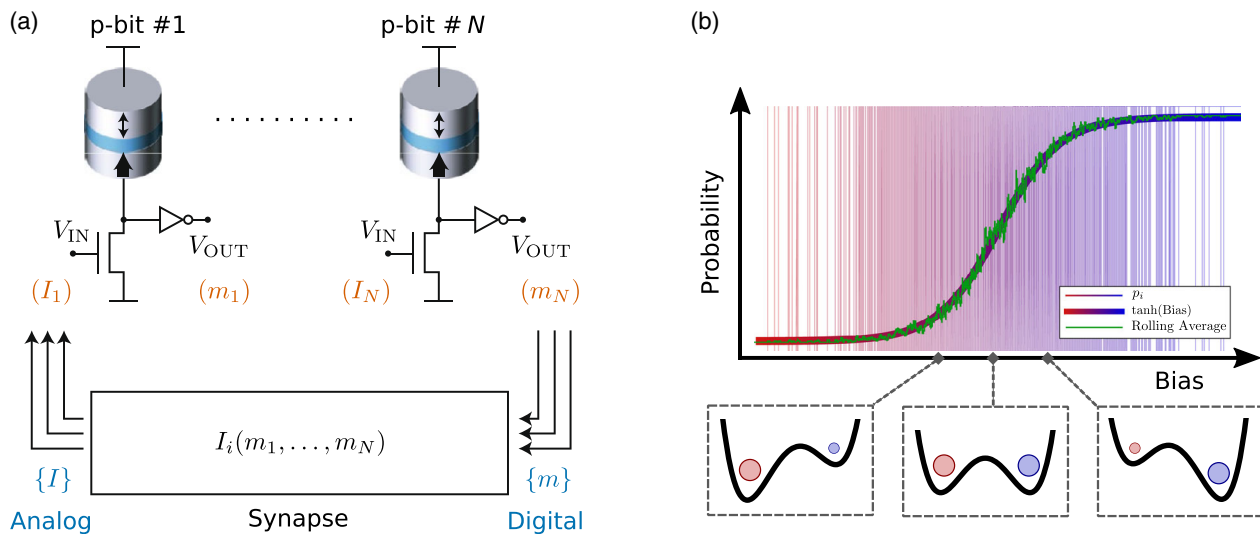 (a)
p-bit #1
p-bit # N
· · · · · · · · · ·
V_IN
V_OUT
V_IN
V_OUT
(I_1)
(m_1)
(I_N)
(m_N)
I_i(m_1, . . . , m_N)
{I}
{m}
Analog
Synapse
Digital
(b)
Probability
p_i
tanh(Bias)
Rolling Average
Bias